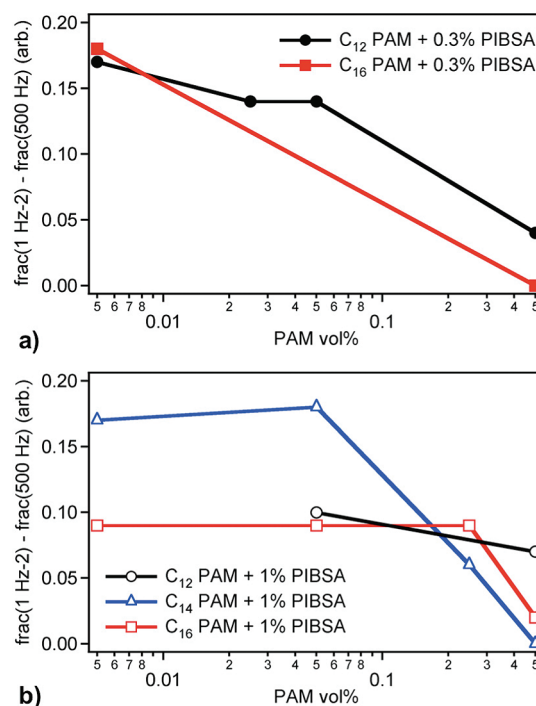 0.20
0.15
0.10
0.05
0.00
frac(1 Hz-2) - frac(500 Hz) (arb.)
C12 PAM + 0.3% PIBSA
C16 PAM + 0.3% PIBSA
5 6 7 8 0.01 2 3 4 5 6 7 8 0.1 2 3 4 5
PAM vol%
a)
0.20
0.15
0.10
0.05
0.00
frac(1 Hz-2) - frac(500 Hz) (arb.)
C12 PAM + 1% PIBSA
C14 PAM + 1% PIBSA
C16 PAM + 1% PIBSA
5 6 7 8 0.01 2 3 4 5 6 7 8 0.1 2 3 4 5
PAM vol%
b)